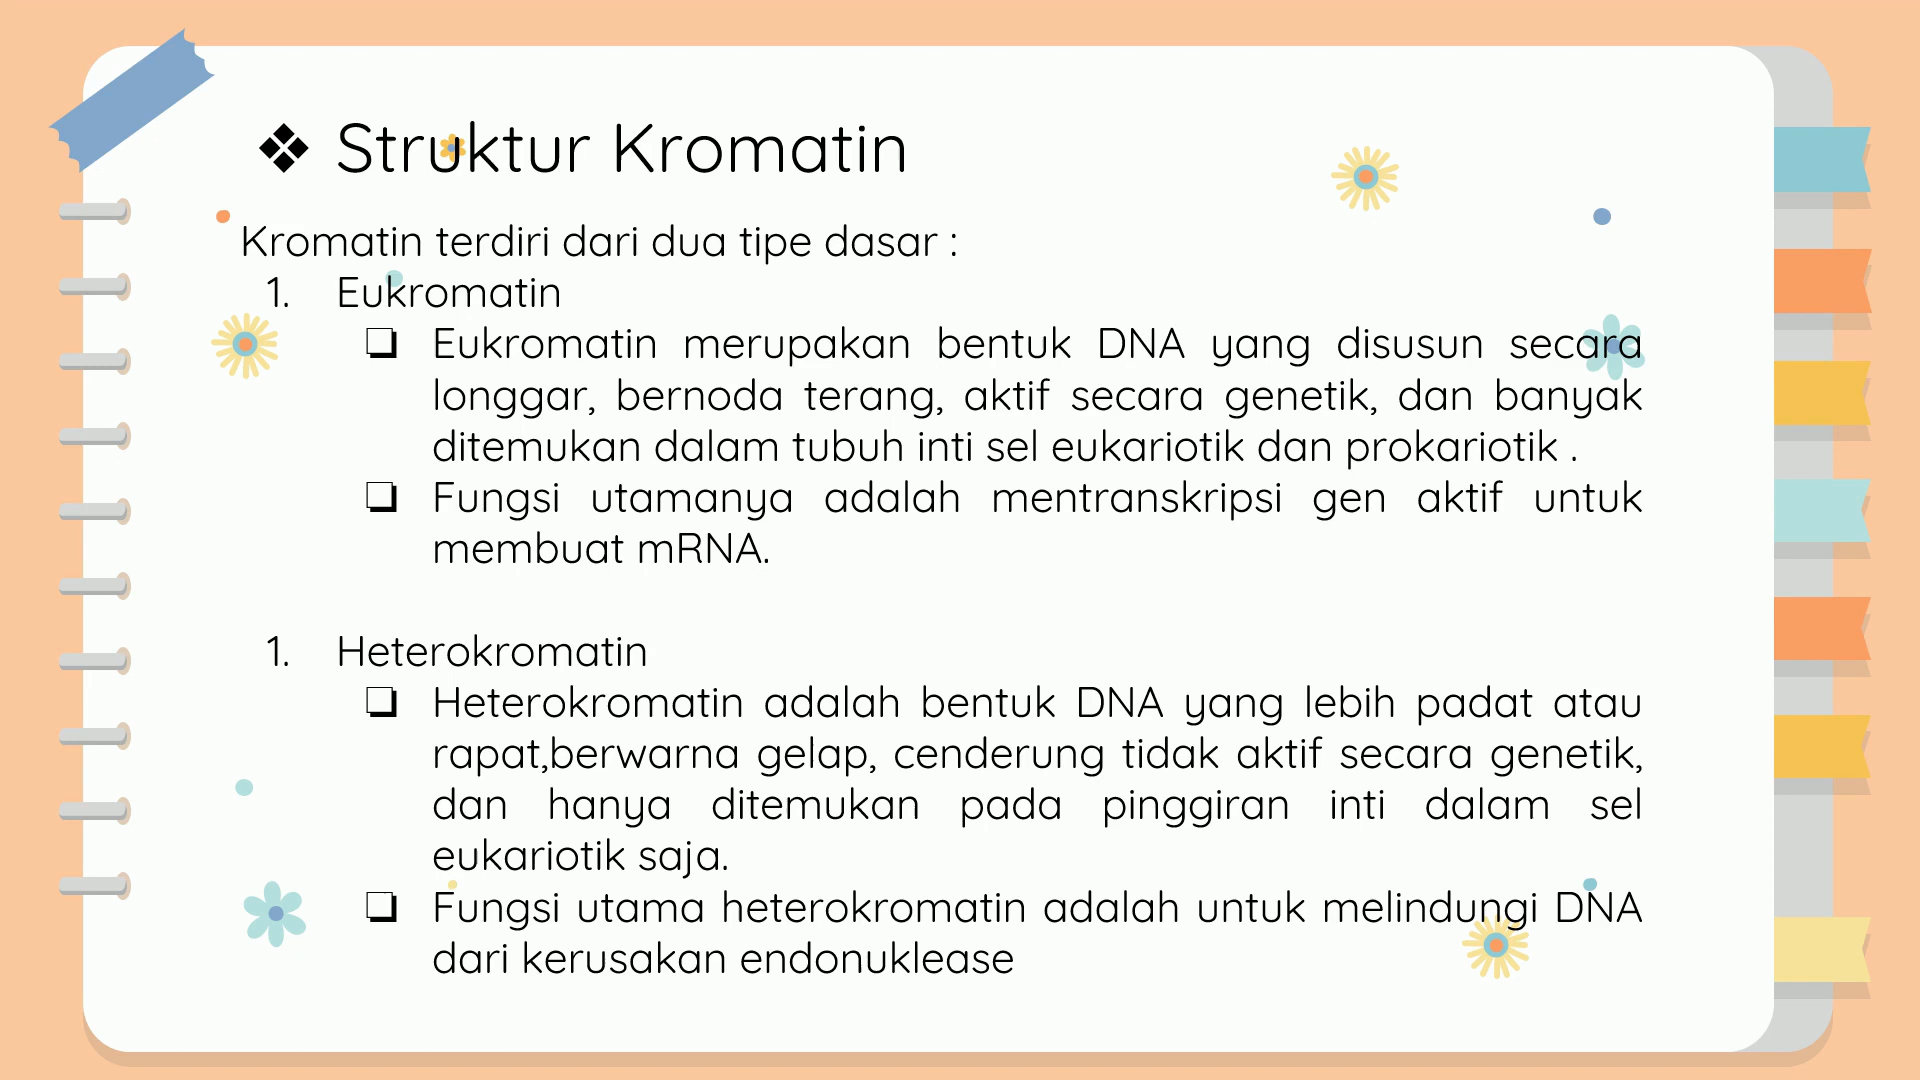 ❖ Struktur Kromatin
Kromatin terdiri dari dua tipe dasar :
1. Eukromatin
❏ Eukromatin merupakan bentuk DNA yang disusun secara
longgar, bernoda terang, aktif secara genetik, dan banyak
ditemukan dalam tubuh inti sel eukariotik dan prokariotik .
❏ Fungsi utamanya adalah mentranskripsi gen aktif untuk
membuat mRNA.
1. Heterokromatin
❏ Heterokromatin adalah bentuk DNA yang lebih padat atau
rapat,berwarna gelap, cenderung tidak aktif secara genetik,
dan hanya ditemukan pada pinggiran inti dalam sel
eukariotik saja.
❏ Fungsi utama heterokromatin adalah untuk melindungi DNA
dari kerusakan endonuklease